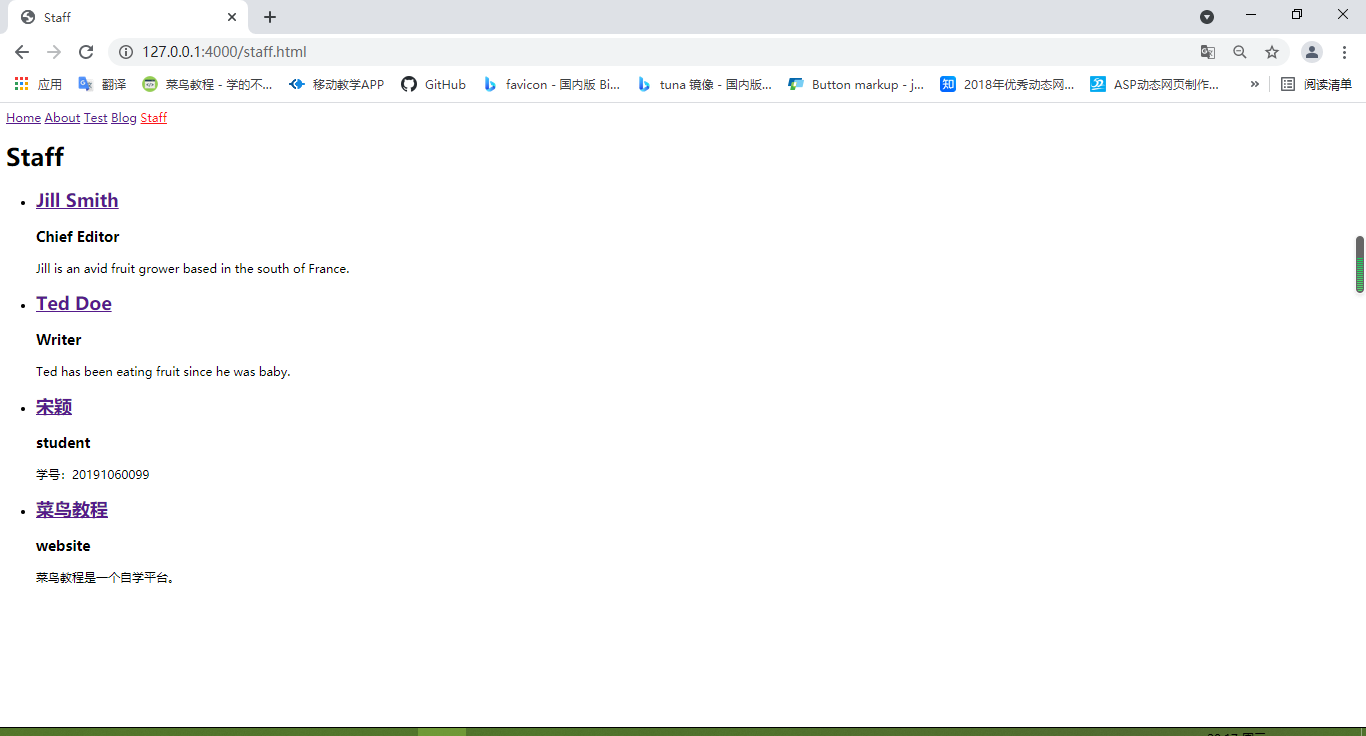 Staff
127.0.0.1:4000/staff.html
应用 翻译 菜鸟教程 - 学的不... 移动教学APP GitHub favicon - 国内版 Bi... tuna 镜像 - 国内版... Button markup - j... 2018年优秀动态网... ASP动态网页制作... » 阅读清单
Home About Test Blog Staff
Staff
Jill Smith
Chief Editor
Jill is an avid fruit grower based in the south of France.
Ted Doe
Writer
Ted has been eating fruit since he was baby.
宋颖
student
学号：20191060099
菜鸟教程
website
菜鸟教程是一个自学平台。